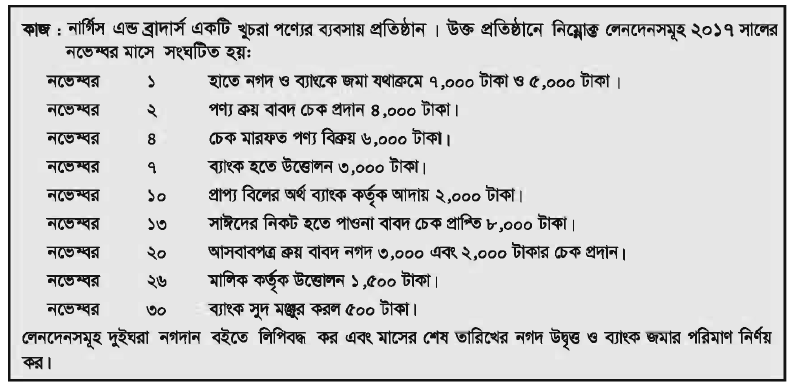 কাজ : নার্গিস এন্ড ব্রাদার্স একটি খুচরা পণ্যের ব্যবসায় প্রতিষ্ঠান । উক্ত প্রতিষ্ঠানে নিম্নোক্ত লেনদেনসমূহ ২০১৭ সালের
নভেম্বর মাসে সংঘটিত হয়:
নভেম্বর ১ হাতে নগদ ও ব্যাংকে জমা যথাক্রমে ৭,০০০ টাকা ও ৫,০০০ টাকা ।
নভেম্বর ২ পণ্য ক্রয় বাবদ চেক প্রদান ৪,০০০ টাকা।
নভেম্বর ৪ চেক মারফত পণ্য বিক্রয় ৬,০০০ টাকা।
নভেম্বর ৭ ব্যাংক হতে উত্তোলন ৩,০০০ টাকা।
নভেম্বর ১০ প্রাপ্য বিলের অর্থ ব্যাংক কর্তৃক আদায় ২,০০০ টাকা।
নভেম্বর ১৩ সাঈদের নিকট হতে পাওনা বাবদ চেক প্রাপ্তি ৮,০০০ টাকা।
নভেম্বর ২০ আসবাবপত্র ক্রয় বাবদ নগদ ৩,০০০ এবং ২,০০০ টাকার চেক প্রদান।
নভেম্বর ২৬ মালিক কর্তৃক উত্তোলন ১,৫০০ টাকা।
নভেম্বর ৩০ ব্যাংক সুদ মঞ্জুর করল ৫০০ টাকা।
লেনদেনসমূহ দুইঘরা নগদান বইতে লিপিবদ্ধ কর এবং মাসের শেষ তারিখের নগদ উদ্বৃত্ত ও ব্যাংক জমার পরিমাণ নির্ণয়
কর।